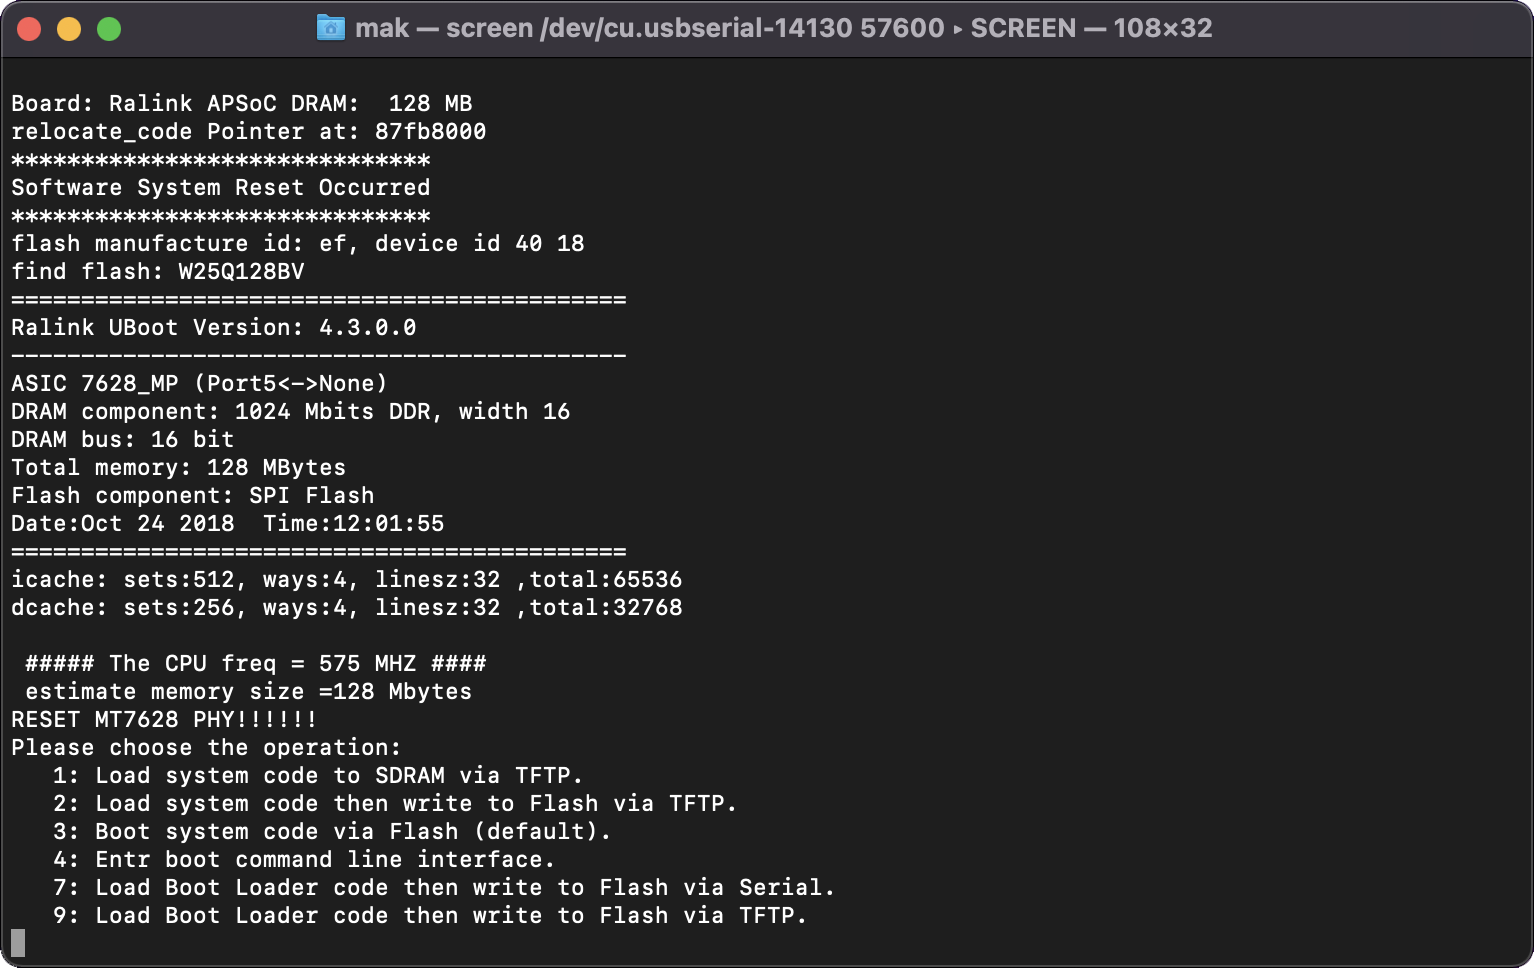 mak — screen /dev/cu.usbserial-14130 57600 ▸ SCREEN — 108×32
Board: Ralink APSoC DRAM:  128 MB
relocate_code Pointer at: 87fb8000
******************************
Software System Reset Occurred
******************************
flash manufacture id: ef, device id 40 18
find flash: W25Q128BV
============================================
Ralink UBoot Version: 4.3.0.0
--------------------------------------------
ASIC 7628_MP (Port5<->None)
DRAM component: 1024 Mbits DDR, width 16
DRAM bus: 16 bit
Total memory: 128 MBytes
Flash component: SPI Flash
Date:Oct 24 2018  Time:12:01:55
============================================
icache: sets:512, ways:4, linesz:32 ,total:65536
dcache: sets:256, ways:4, linesz:32 ,total:32768
 ##### The CPU freq = 575 MHZ ####
 estimate memory size =128 Mbytes
RESET MT7628 PHY!!!!!!
Please choose the operation:
   1: Load system code to SDRAM via TFTP.
   2: Load system code then write to Flash via TFTP.
   3: Boot system code via Flash (default).
   4: Entr boot command line interface.
   7: Load Boot Loader code then write to Flash via Serial.
   9: Load Boot Loader code then write to Flash via TFTP.